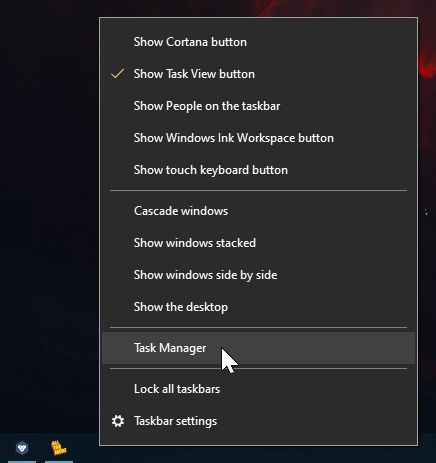 Show Cortana button
Show Task View button
Show People on the taskbar
Show Windows Ink Workspace button
Show touch keyboard button
Cascade windows
Show windows stacked
Show windows side by side
Show the desktop
Task Manager
Lock all taskbars
Taskbar settings